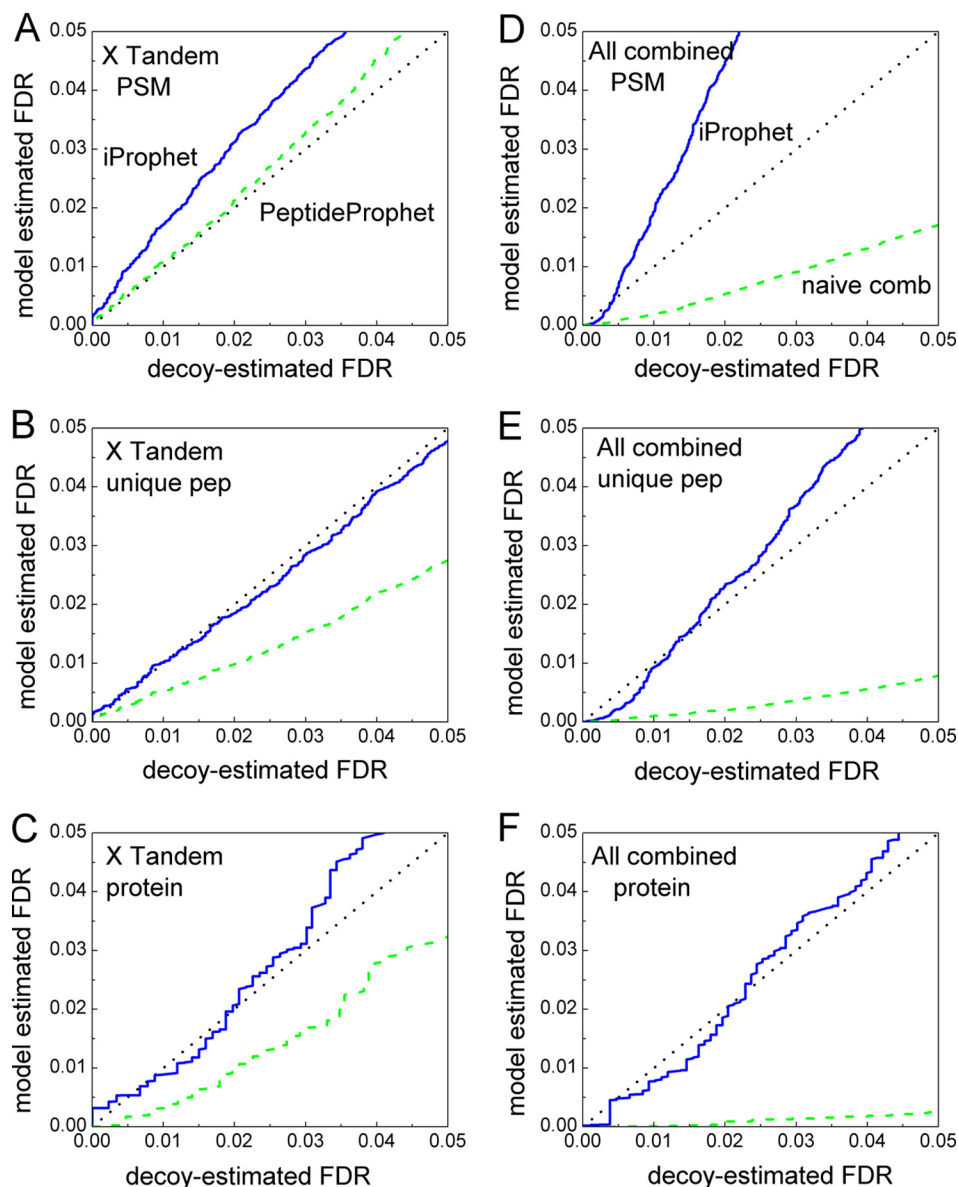 A
X Tandem
PSM
iProphet
PeptideProphet
model estimated FDR
0.05
0.04
0.03
0.02
0.01
0.00
0.00 0.01 0.02 0.03 0.04 0.05
decoy-estimated FDR
D
All combined
PSM
iProphet
naive comb
model estimated FDR
0.05
0.04
0.03
0.02
0.01
0.00
0.00 0.01 0.02 0.03 0.04 0.05
decoy-estimated FDR
B
X Tandem
unique pep
model estimated FDR
0.05
0.04
0.03
0.02
0.01
0.00
0.00 0.01 0.02 0.03 0.04 0.05
decoy-estimated FDR
E
All combined
unique pep
model estimated FDR
0.05
0.04
0.03
0.02
0.01
0.00
0.00 0.01 0.02 0.03 0.04 0.05
decoy-estimated FDR
C
X Tandem
protein
model estimated FDR
0.05
0.04
0.03
0.02
0.01
0.00
0.00 0.01 0.02 0.03 0.04 0.05
decoy-estimated FDR
F
All combined
protein
model estimated FDR
0.05
0.04
0.03
0.02
0.01
0.00
0.00 0.01 0.02 0.03 0.04 0.05
decoy-estimated FDR